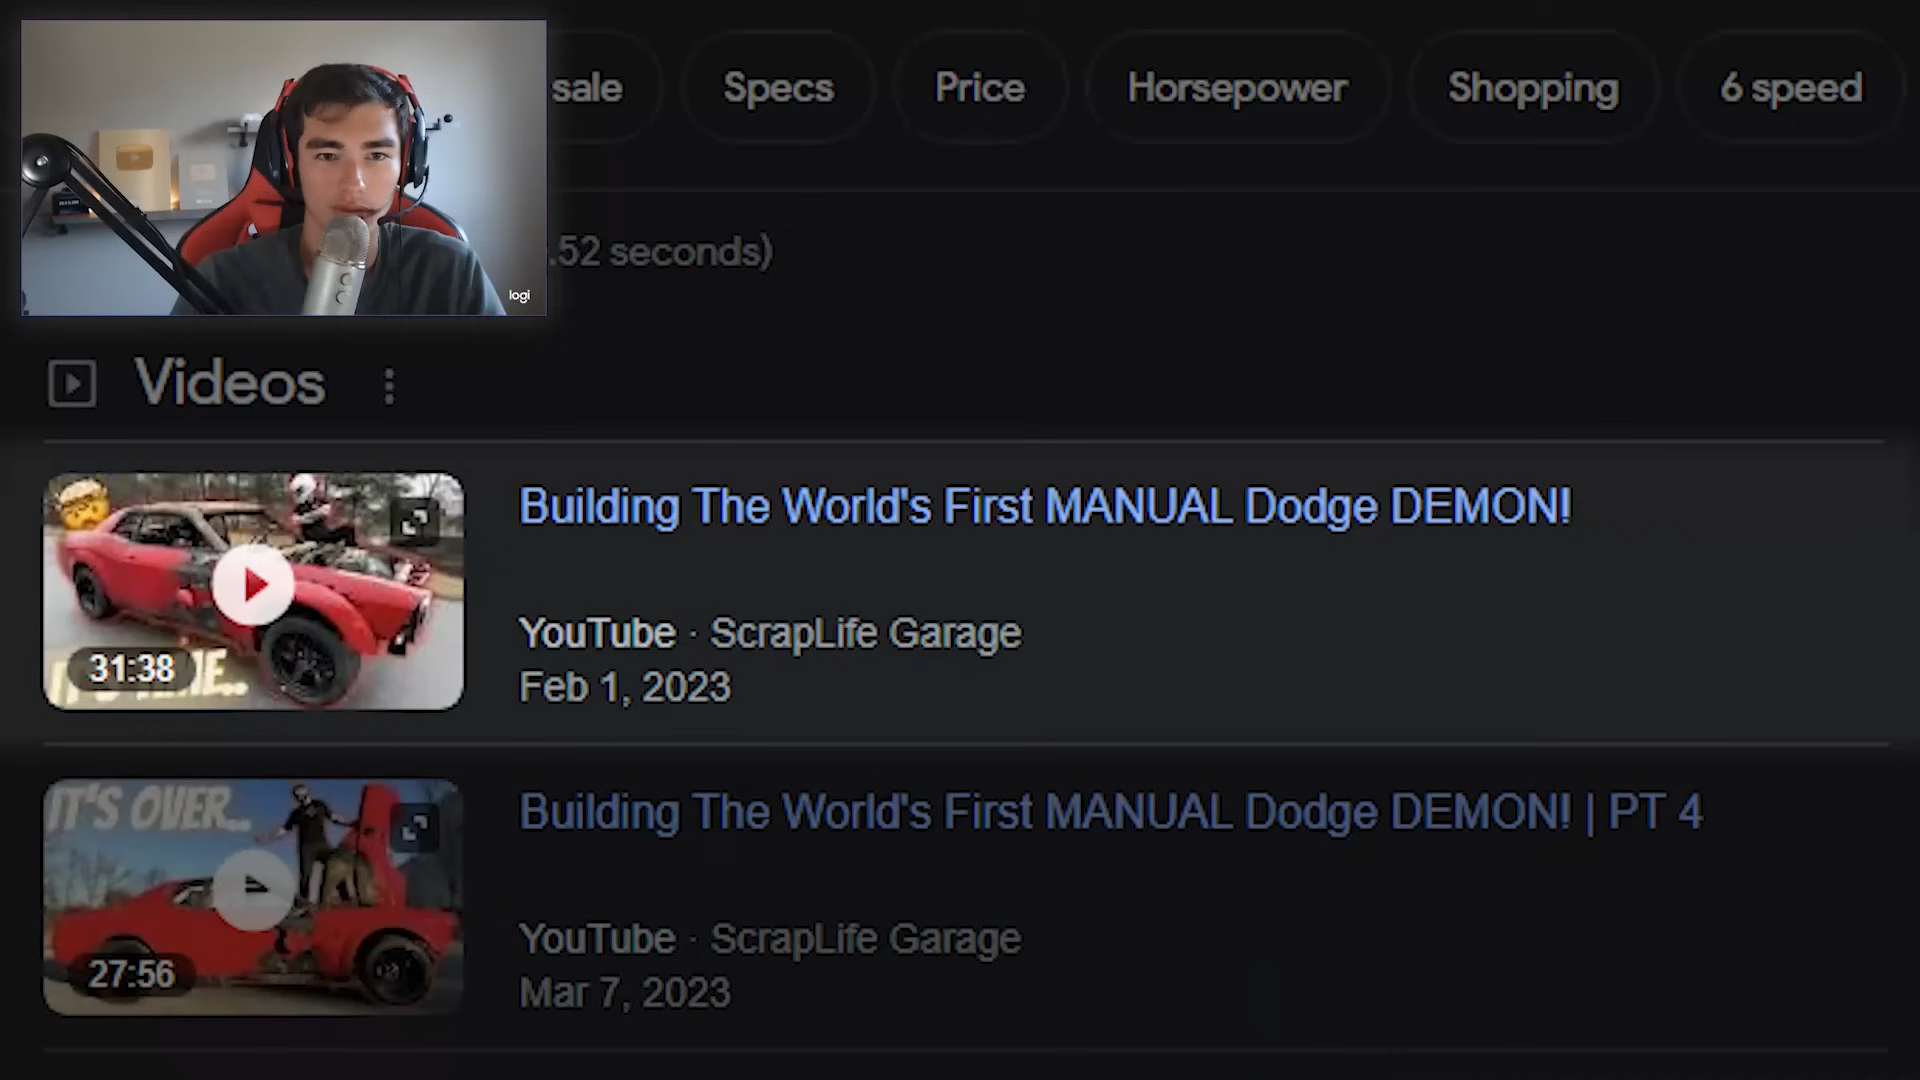 sale
Specs
Price
Horsepower
Shopping
6 speed
logi
.52 seconds)
Videos
Building The World's First MANUAL Dodge DEMON!
YouTube · ScrapLife Garage
Feb 1, 2023
31:38
IT'S OVER..
Building The World's First MANUAL Dodge DEMON! | PT 4
YouTube · ScrapLife Garage
Mar 7, 2023
27:56